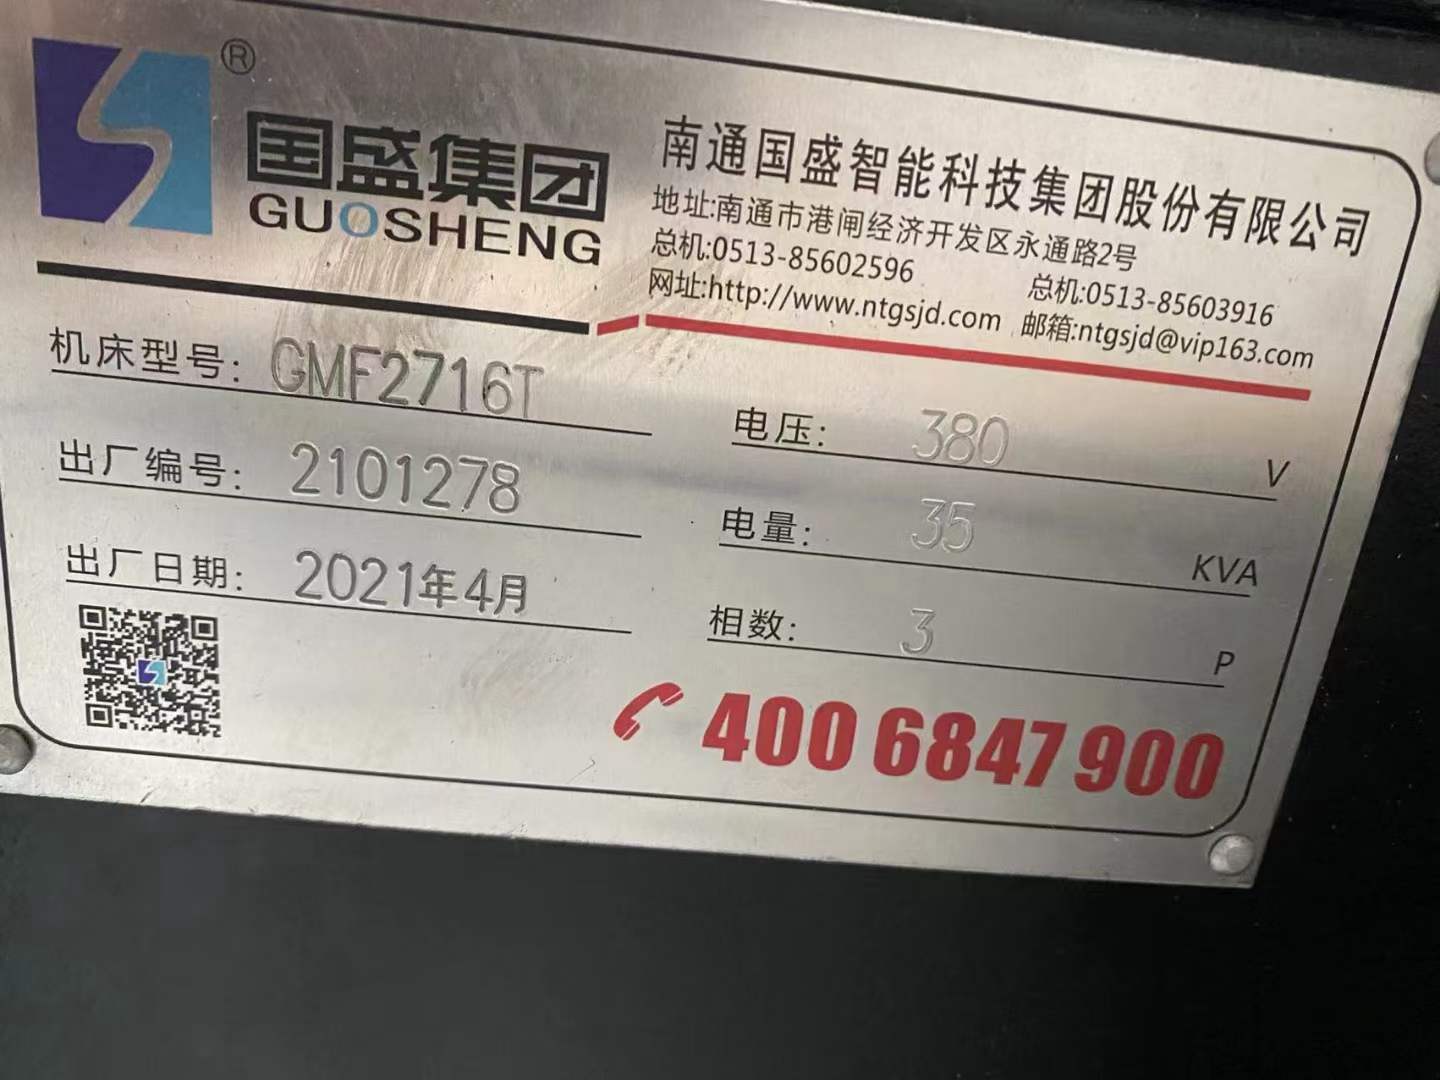 ®
国盛集团
GUOSHENG
南通国盛智能科技集团股份有限公司
地址:南通市港闸经济开发区永通路2号
总机:0513-85602596 总机:0513-85603916
网址:http://www.ntgsjd.com 邮箱:ntgsjd@vip163.com
机床型号: GMF2716T
电压: 380 V
出厂编号: 2101278
电量: 35 KVA
出厂日期: 2021年4月
相数: 3 P
400 6847 900